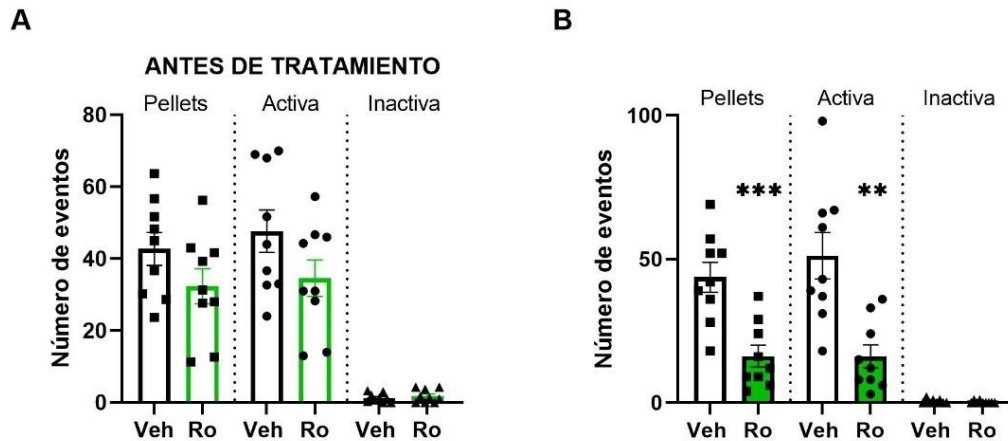 A
ANTES DE TRATAMIENTO
Pellets Activa Inactiva
80
60
40
20
0
Número de eventos
Veh Ro Veh Ro Veh Ro
B
Pellets Activa Inactiva
100
50
0
Número de eventos
*** **
Veh Ro Veh Ro Veh Ro